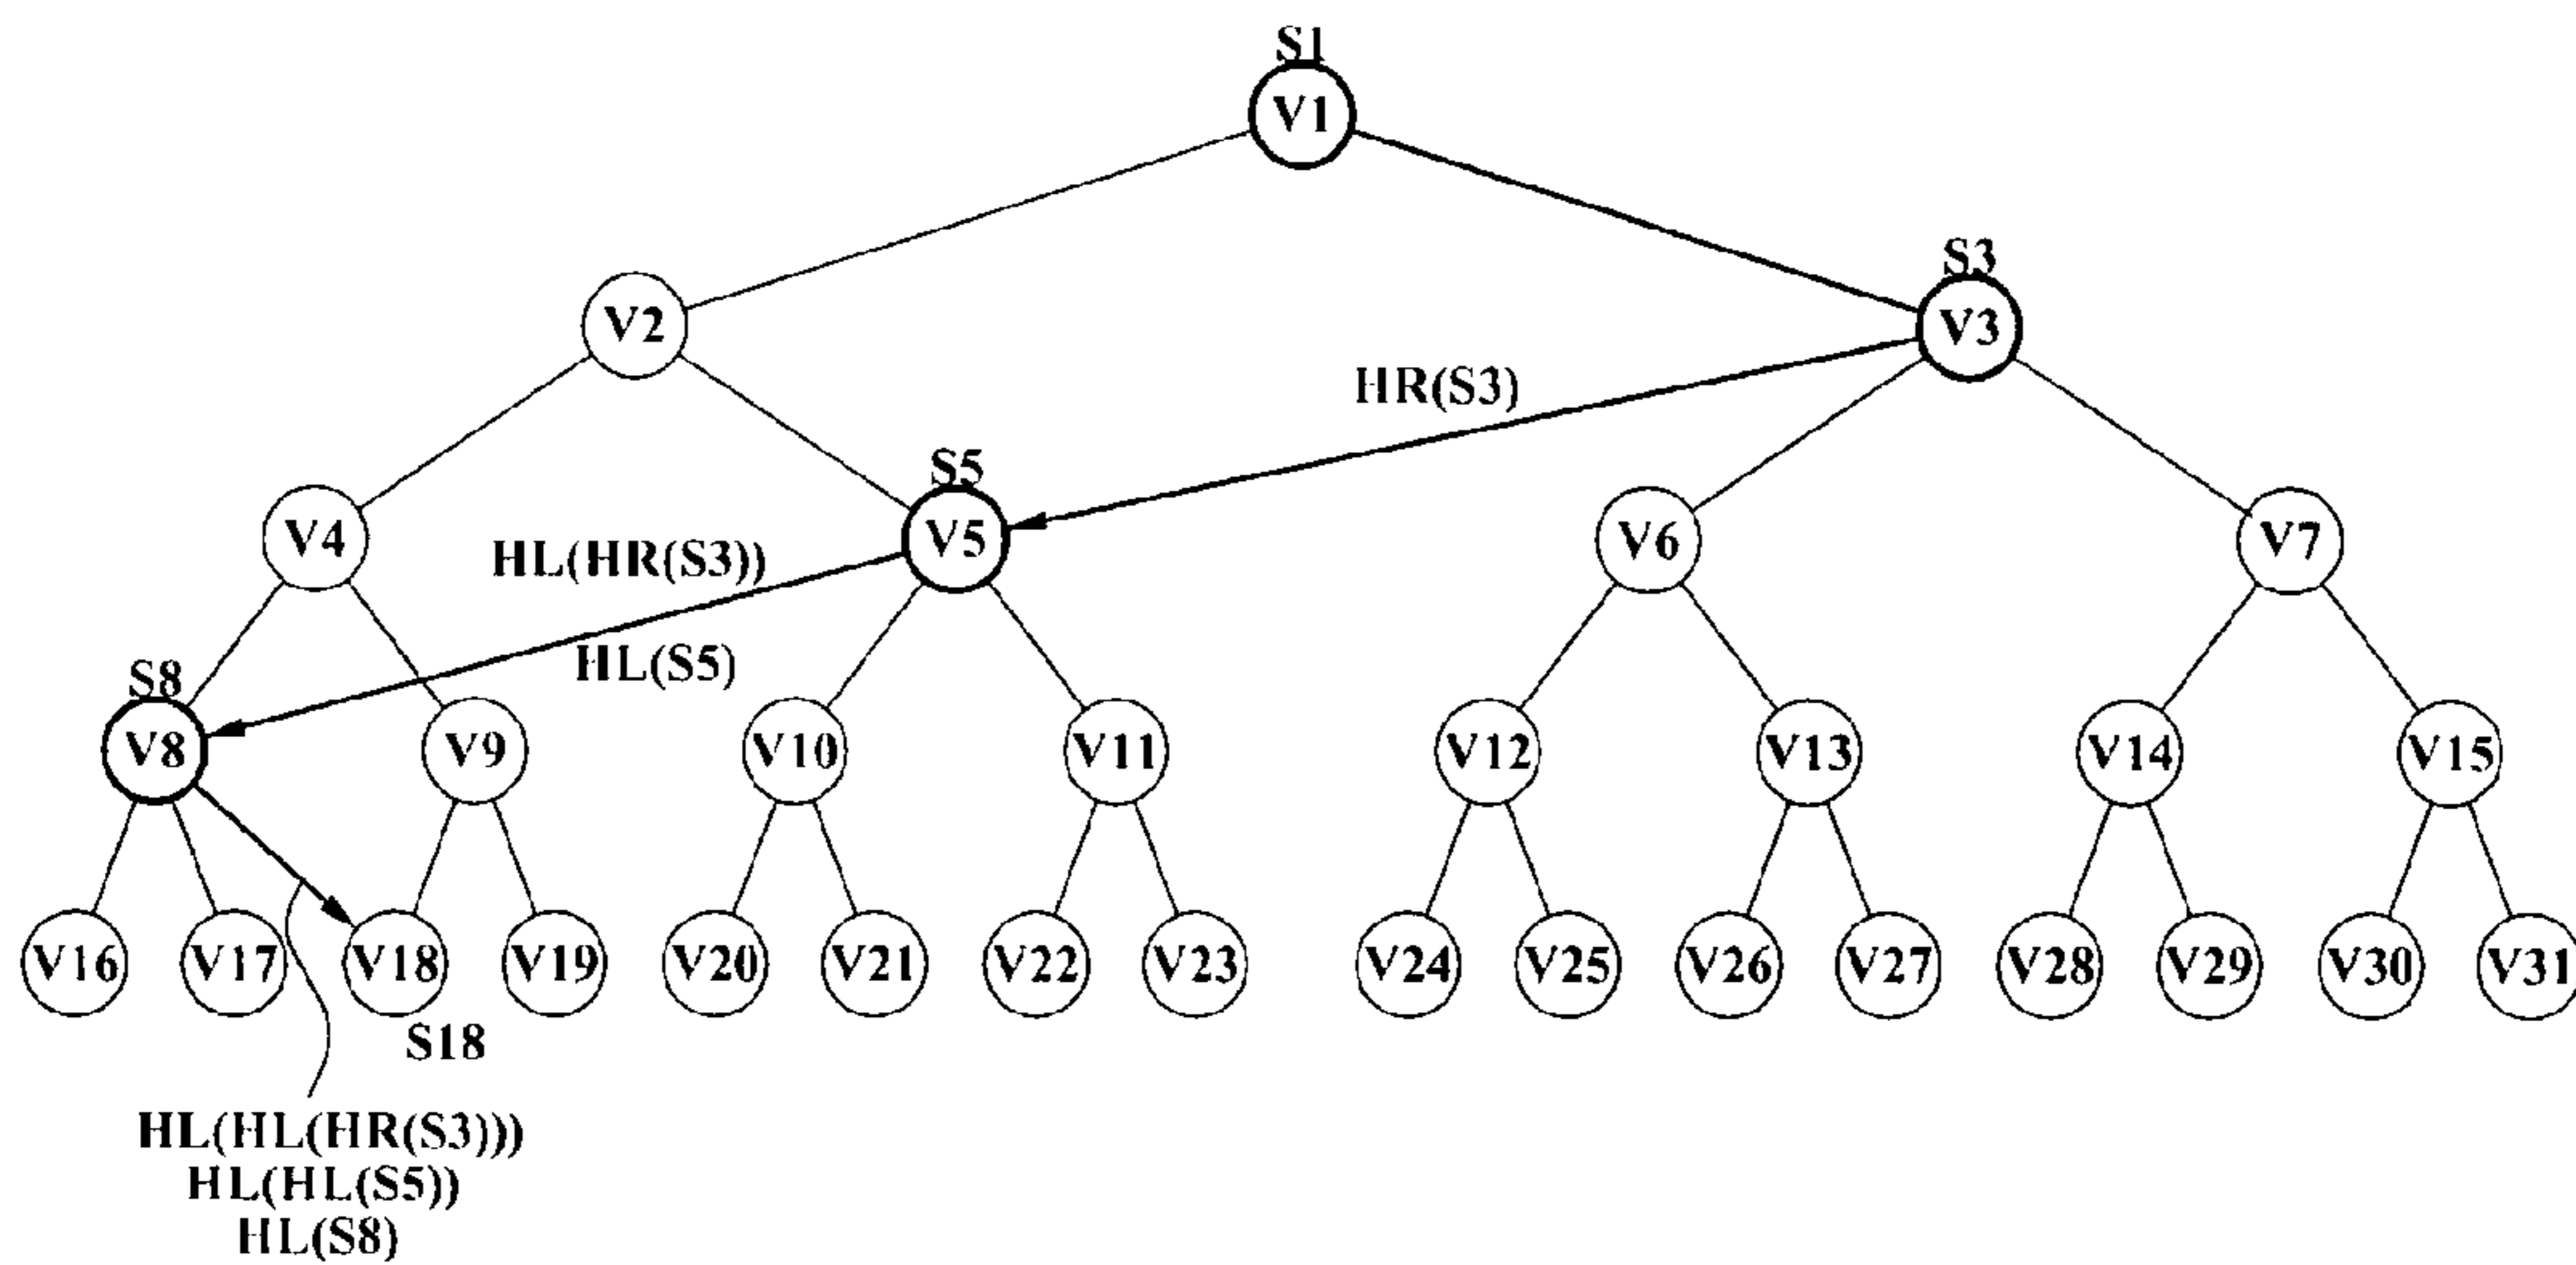 S1
V1
S3
V2
V3
HR(S3)
S5
V4
V5
V6
V7
HL(HR(S3))
HL(S5)
S8
V8
V9
V10
V11
V12
V13
V14
V15
V16
V17
V18
V19
V20
V21
V22
V23
V24
V25
V26
V27
V28
V29
V30
V31
S18
HL(HL(HR(S3)))
HL(HL(S5))
HL(S8)